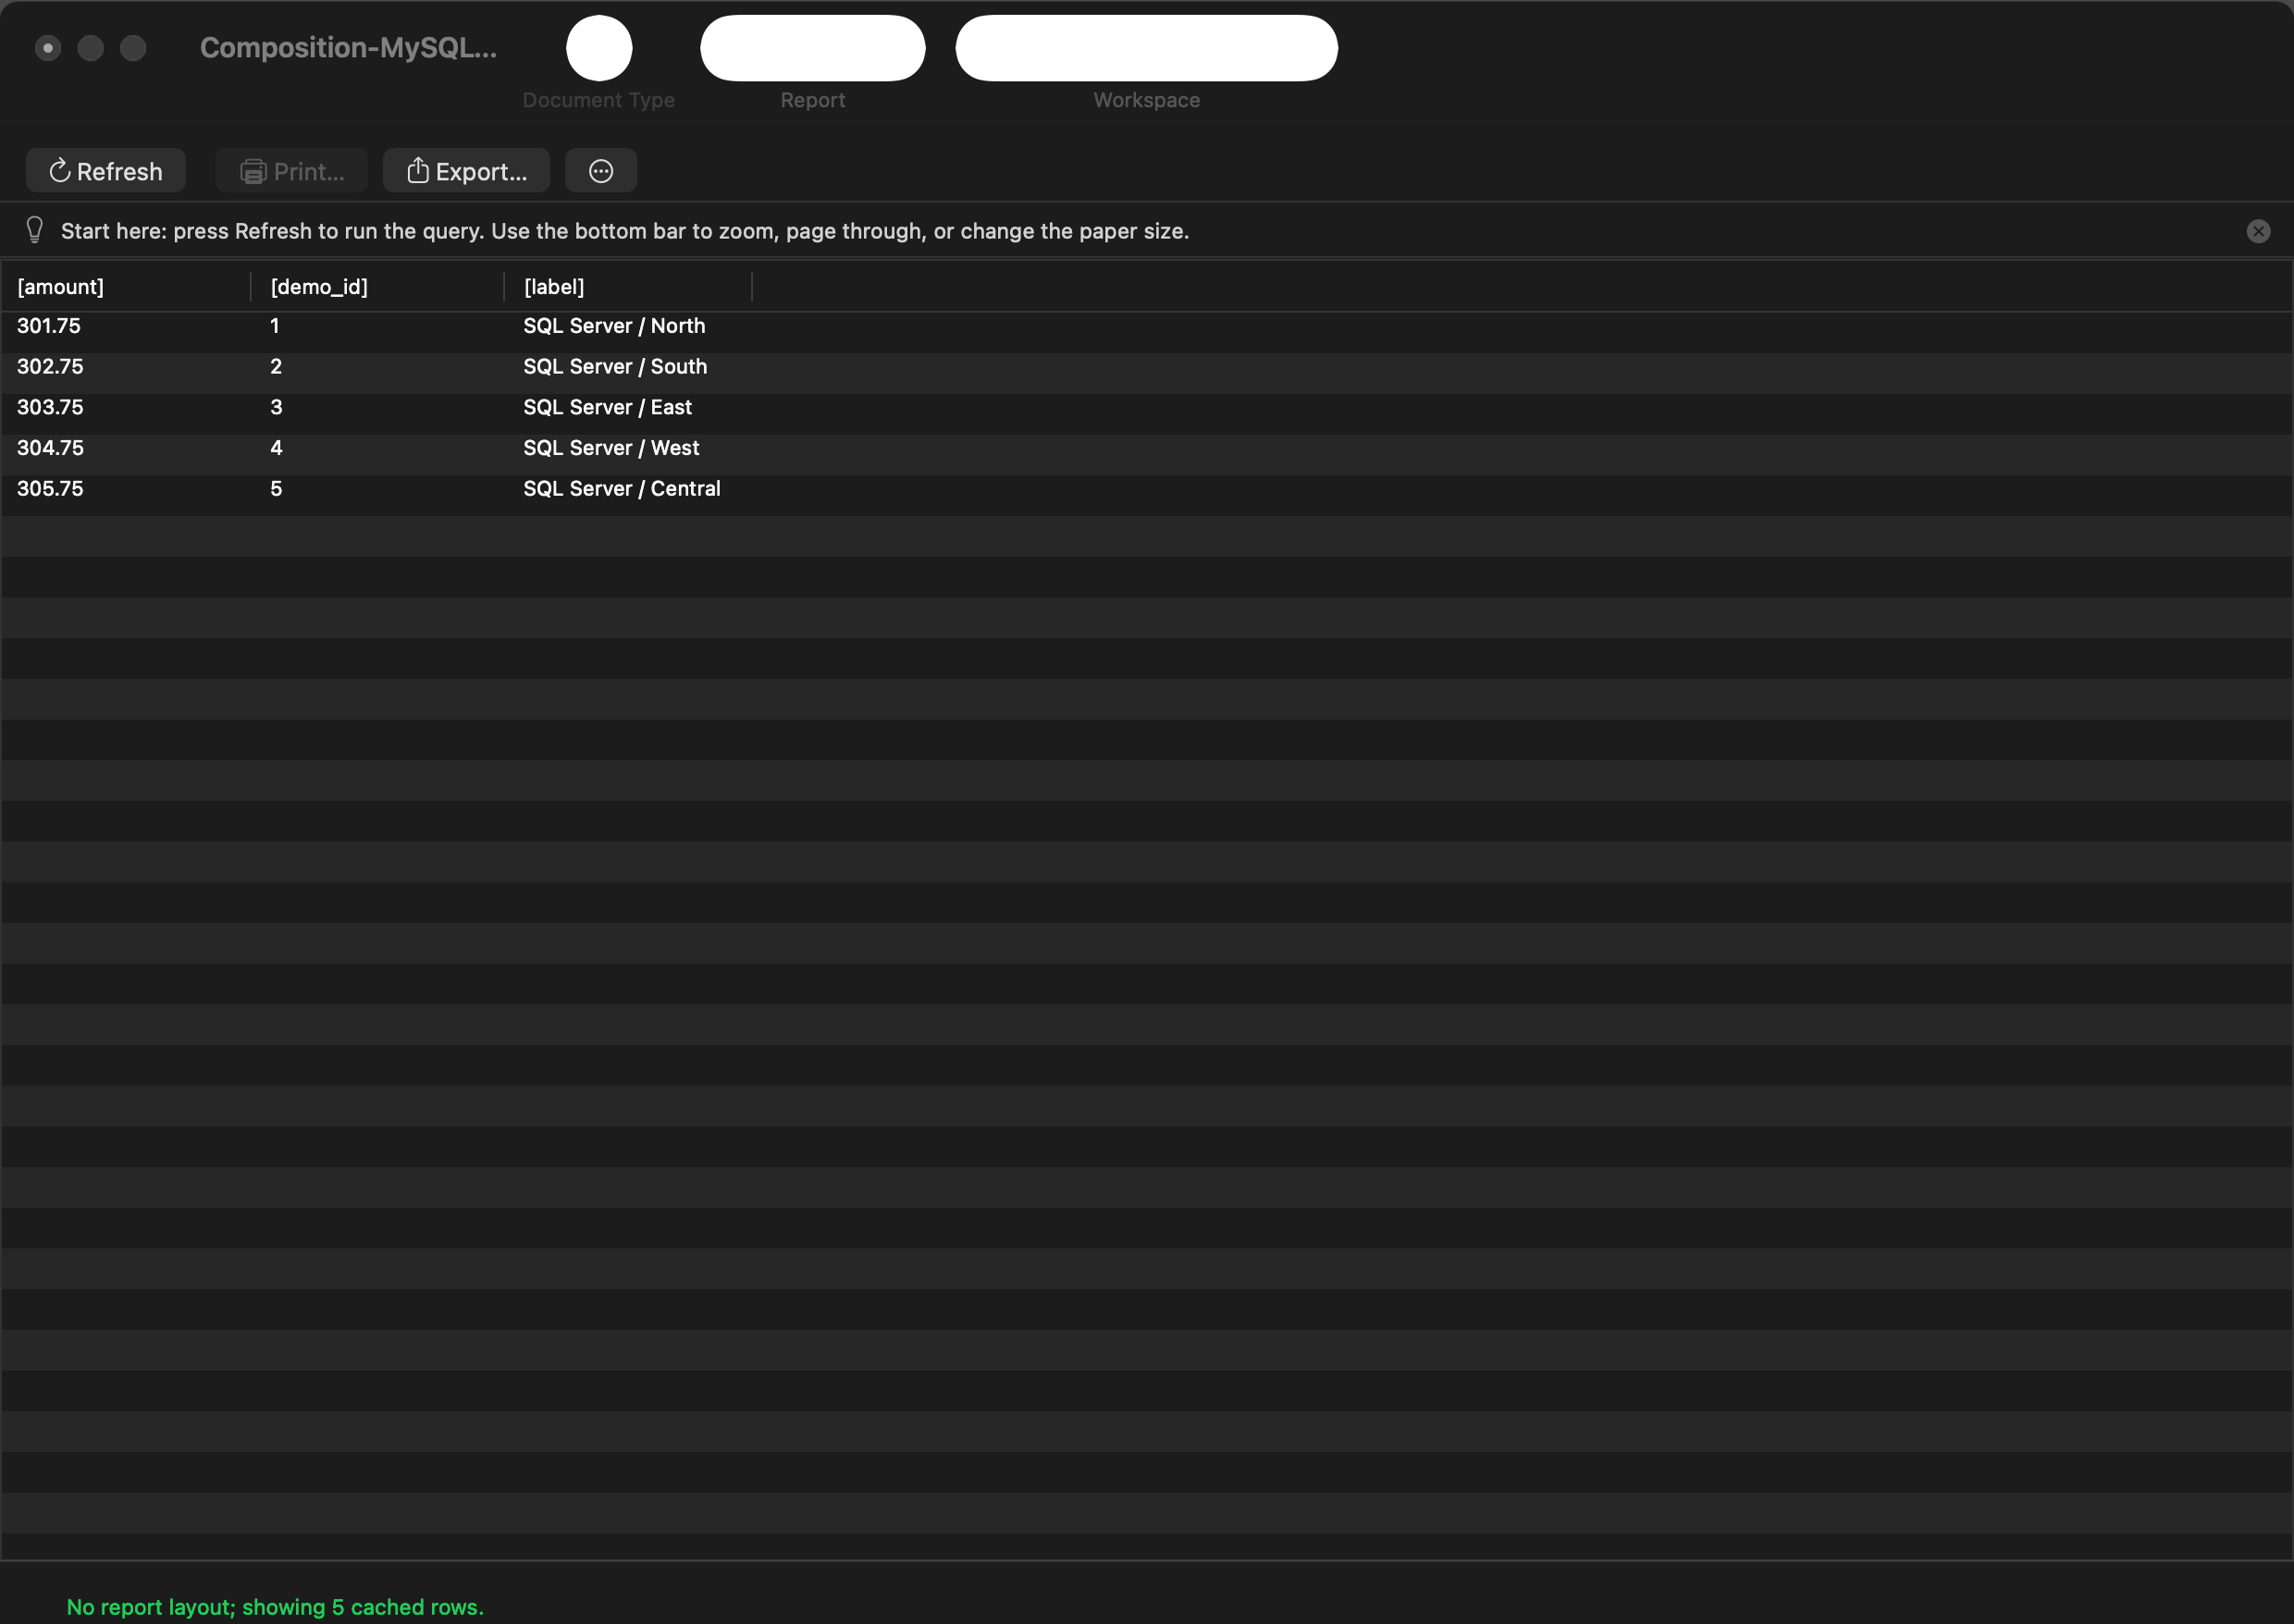 Composition-MySQL...
Document Type
Report
Workspace
Refresh
Print...
Export...
Start here: press Refresh to run the query. Use the bottom bar to zoom, page through, or change the paper size.
[amount] [demo_id] [label]
301.75 1 SQL Server / North
302.75 2 SQL Server / South
303.75 3 SQL Server / East
304.75 4 SQL Server / West
305.75 5 SQL Server / Central
No report layout; showing 5 cached rows.